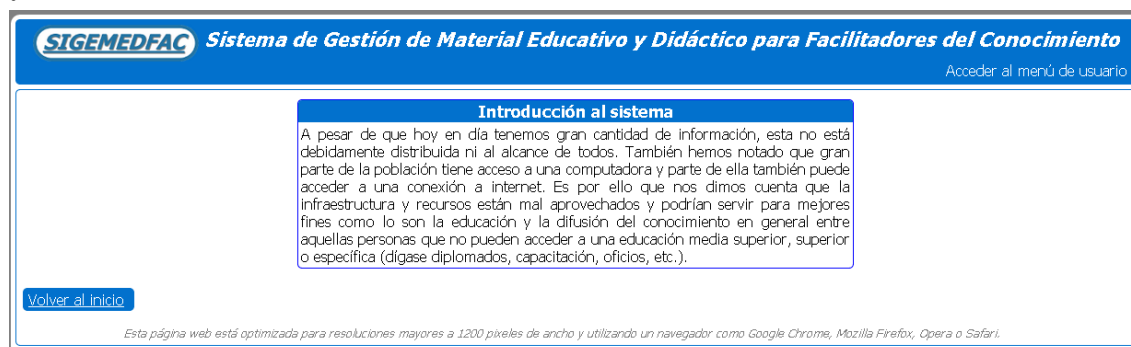 SIGEMEDFAC Sistema de Gestión de Material Educativo y Didáctico para Facilitadores del Conocimiento
Acceder al menú de usuario
Introducción al sistema
A pesar de que hoy en día tenemos gran cantidad de información, esta no está
debidamente distribuida ni al alcance de todos. También hemos notado que gran
parte de la población tiene acceso a una computadora y parte de ella también puede
acceder a una conexión a internet. Es por ello que nos dimos cuenta que la
infraestructura y recursos están mal aprovechados y podrían servir para mejores
fines como lo son la educación y la difusión del conocimiento en general entre
aquellas personas que no pueden acceder a una educación media superior, superior
o específica (dígase diplomados, capacitación, oficios, etc.).
Volver al inicio
Esta página web está optimizada para resoluciones mayores a 1200 pixeles de ancho y utilizando un navegador como Google Chrome, Mozilla Firefox, Opera o Safari.